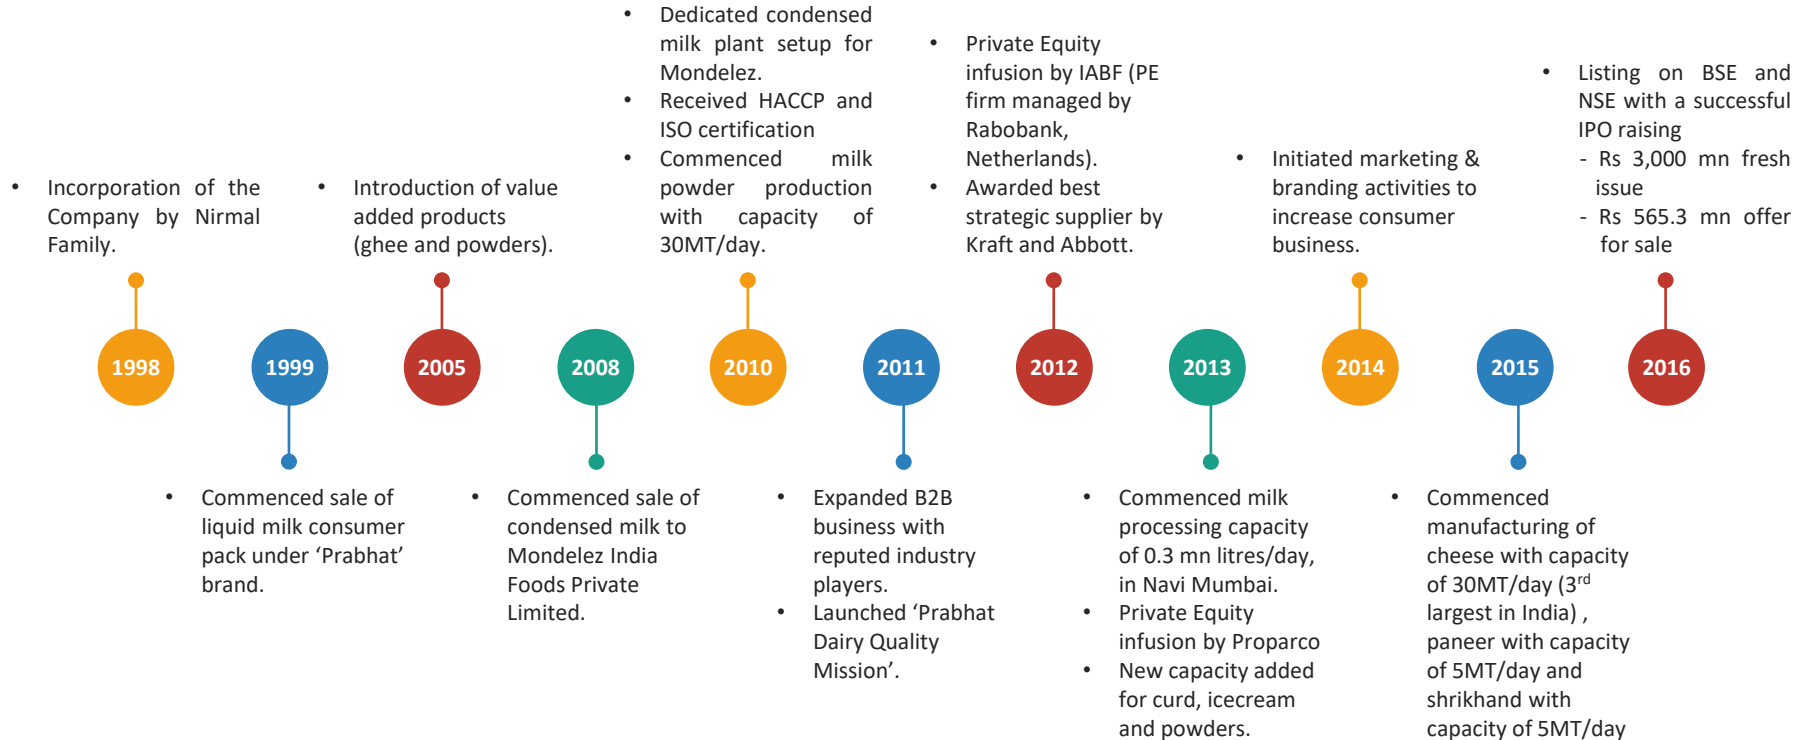 • Incorporation of the
Company by Nirmal
Family.
• Introduction of value
added products
(ghee and powders).
• Dedicated condensed
milk plant setup for
Mondelez.
• Received HACCP and
ISO certification
• Commenced milk
powder production
with capacity of
30MT/day.
• Private Equity
infusion by IABF (PE
firm managed by
Rabobank,
Netherlands).
• Awarded best
strategic supplier by
Kraft and Abbott.
• Initiated marketing &
branding activities to
increase consumer
business.
• Listing on BSE and
NSE with a successful
IPO raising
- Rs 3,000 mn fresh
issue
- Rs 565.3 mn offer
for sale
1998
1999
2005
2008
2010
2011
2012
2013
2014
2015
2016
• Commenced sale of
liquid milk consumer
pack under ‘Prabhat’
brand.
• Commenced sale of
condensed milk to
Mondelez India
Foods Private
Limited.
• Expanded B2B
business with
reputed industry
players.
• Launched ‘Prabhat
Dairy Quality
Mission’.
• Commenced milk
processing capacity
of 0.3 mn litres/day,
in Navi Mumbai.
• Private Equity
infusion by Proparco
• New capacity added
for curd, icecream
and powders.
• Commenced
manufacturing of
cheese with capacity
of 30MT/day (3rd
largest in India) ,
paneer with capacity
of 5MT/day and
shrikhand with
capacity of 5MT/day